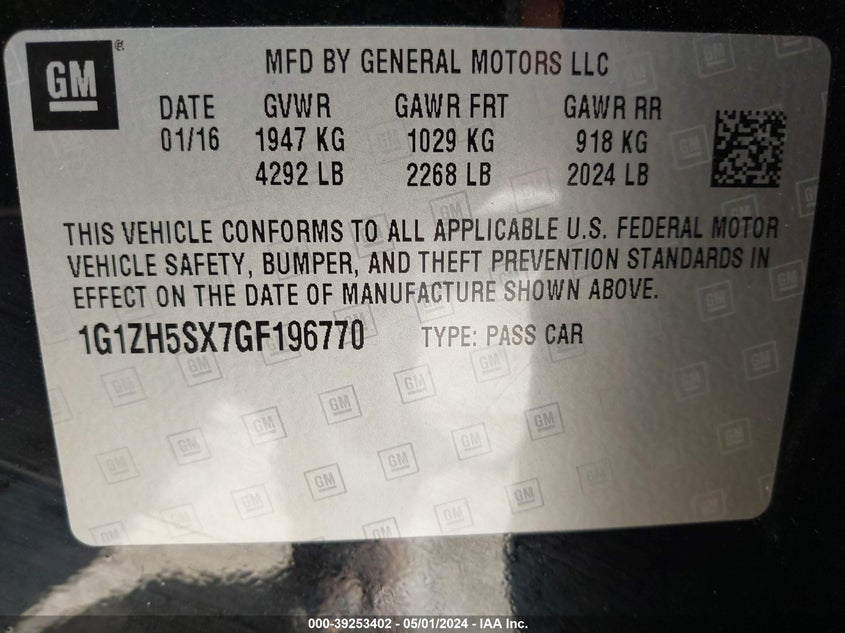 GM ®
MFD BY GENERAL MOTORS LLC
DATE GVWR GAWR FRT GAWR RR
01/16 1947 KG 1029 KG 918 KG
4292 LB 2268 LB 2024 LB
THIS VEHICLE CONFORMS TO ALL APPLICABLE U.S. FEDERAL MOTOR
VEHICLE SAFETY, BUMPER, AND THEFT PREVENTION STANDARDS IN
EFFECT ON THE DATE OF MANUFACTURE SHOWN ABOVE.
1G1ZH5SX7GF196770 TYPE: PASS CAR
000-39253402 - 05/01/2024 - IAA Inc.